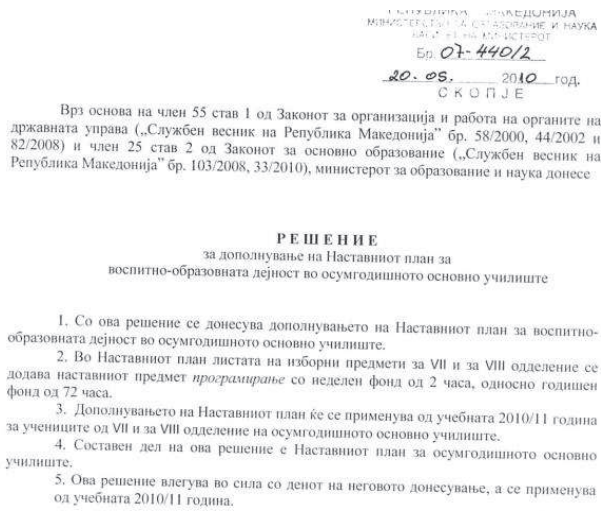 РЕПУБЛИКА МАКЕДОНИЈА
МИНИСТЕРСТВО ЗА ОБРАЗОВАНИЕ И НАУКА
Бр. 07-440/2
20. 05. 2010 год.
СКОПЈЕ
Врз основа на член 55 став 1 од Законот за организација и работа на органите на
државната управа („Службен весник на Република Македонија” бр. 58/2000, 44/2002 и
82/2008) и член 25 став 2 од Законот за основно образование („Службен весник на
Република Македонија” бр. 103/2008, 33/2010), министерот за образование и наука донесе
РЕШЕНИЕ
за дополнување на Наставниот план за
воспитно-образовната дејност во осумгодишното основно училиште
1. Со ова решение се донесува дополнувањето на Наставниот план за воспитно-
образовната дејност во осумгодишното основно училиште.
2. Во Наставниот план листата на изборни предмети за VII и за VIII одделение се
додава наставниот предмет програмирање со неделен фонд од 2 часа, односно годишен
фонд од 72 часа.
3. Дополнувањето на Наставниот план ќе се применува од учебната 2010/11 година
за учениците од VII и за VIII одделение на осумгодишното основно училиште.
4. Составен дел на ова решение е Наставниот план за осумгодишното основно
училиште.
5. Ова решение влегува во сила со денот на неговото донесување, а се применува
од учебната 2010/11 година.